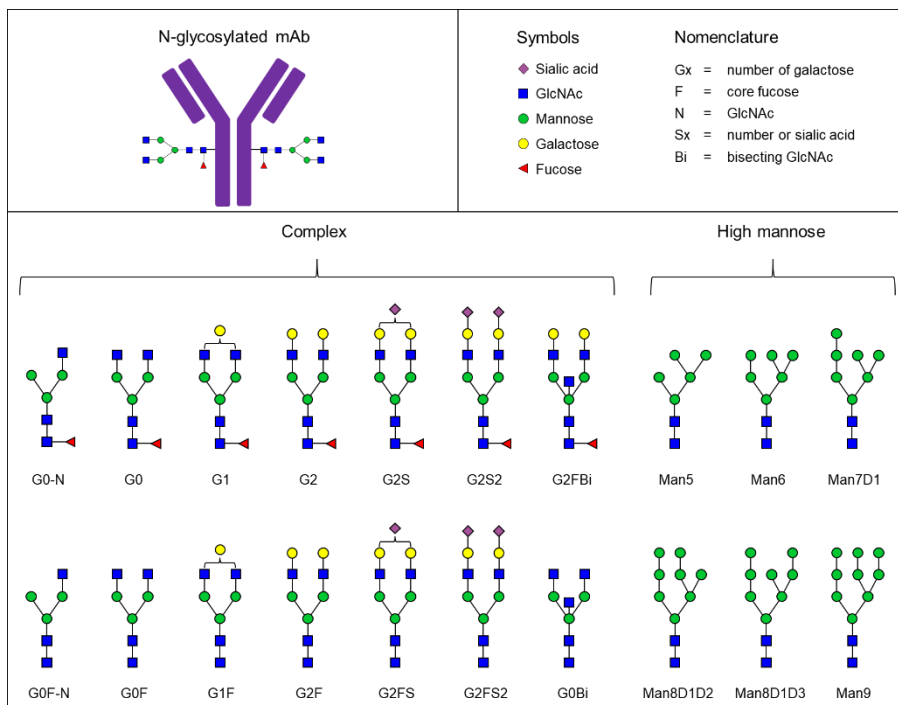 N-glycosylated mAb
Symbols
Sialic acid
GlcNAc
Mannose
Galactose
Fucose
Nomenclature
Gx = number of galactose
F = core fucose
N = GlcNAc
Sx = number or sialic acid
Bi = bisecting GlcNAc
Complex
High mannose
G0-N G0 G1 G2 G2S G2S2 G2FBi Man5 Man6 Man7D1
G0F-N G0F G1F G2F G2FS G2FS2 G0Bi Man8D1D2 Man8D1D3 Man9